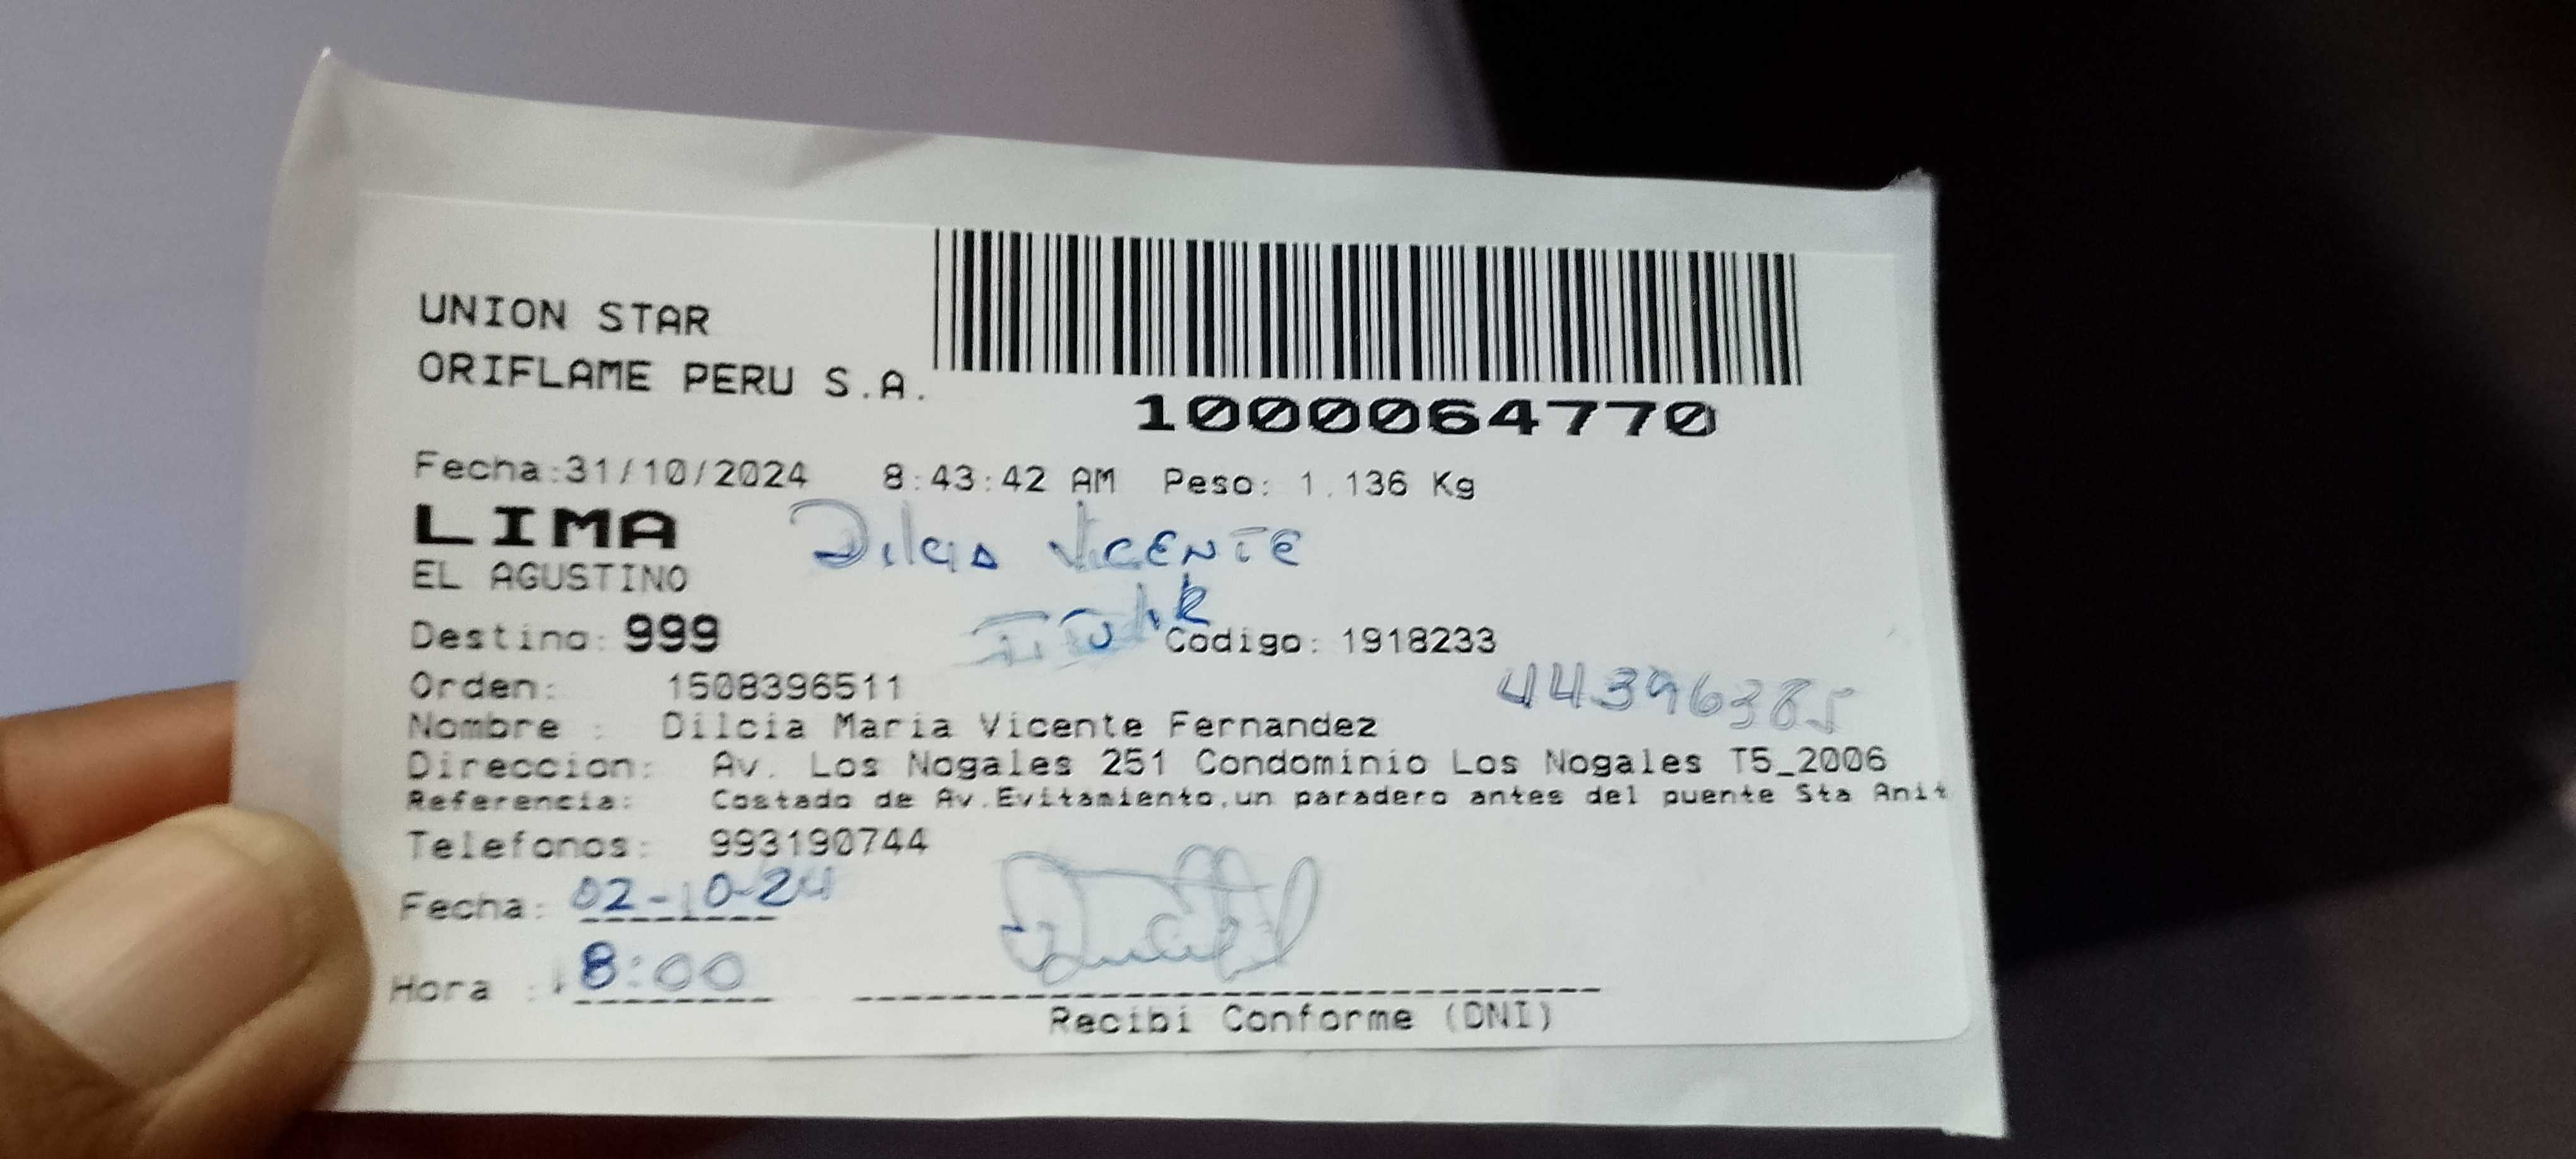 UNION STAR
ORIFLAME PERU S.A.
1000064770
Fecha:31/10/2024 8:43:42 AM Peso: 1.136 Kg
LIMA
Dilcia VICENTE
EL AGUSTINO
Destino: 999 Codigo: 1918233
Orden: 1508396511
44396385
Nombre : Dilcia Maria Vicente Fernandez
Direccion: Av. Los Nogales 251 Condominio Los Nogales T5_2006
Referencia: Costado de Av.Evitamiento,un paradero antes del puente Sta Anit
Telefonos: 993190744
Fecha: 02-10-24
Hora : 18:00
Recibi Conforme (DNI)